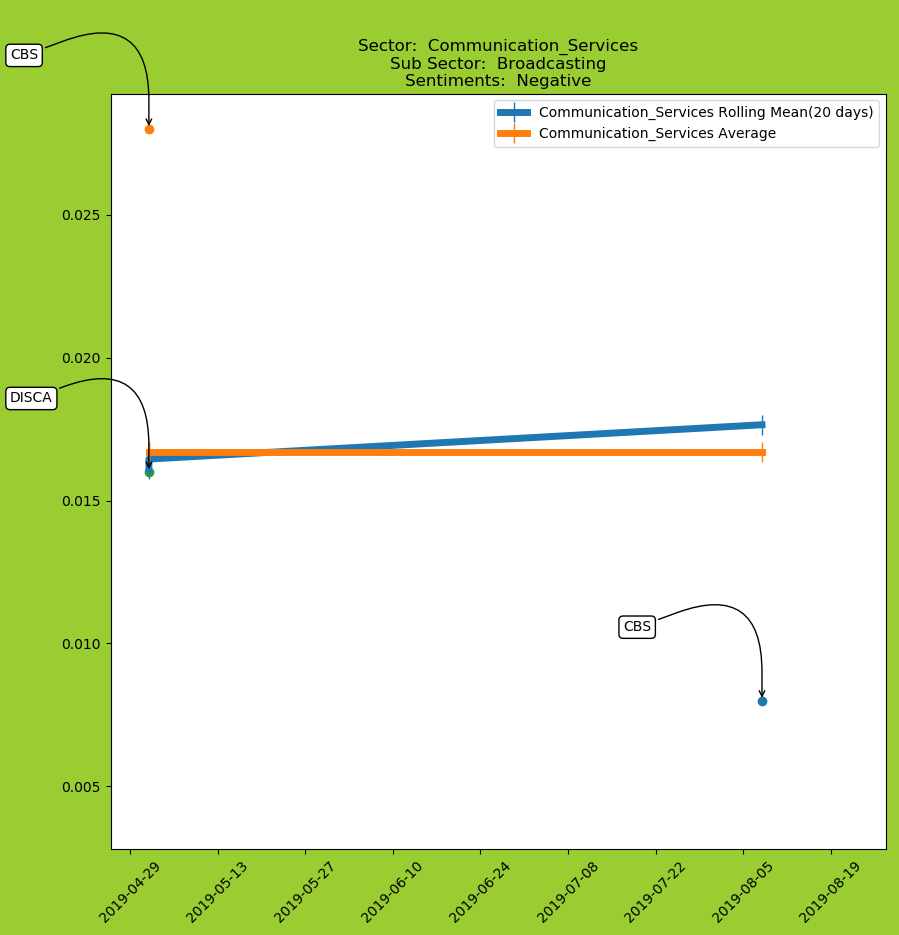 CBS
Sector:  Communication_Services
Sub Sector:  Broadcasting
Sentiments:  Negative
Communication_Services Rolling Mean(20 days)
Communication_Services Average
0.025
0.020
DISCA
0.015
0.010
CBS
0.005
2019-04-29
2019-05-13
2019-05-27
2019-06-10
2019-06-24
2019-07-08
2019-07-22
2019-08-05
2019-08-19